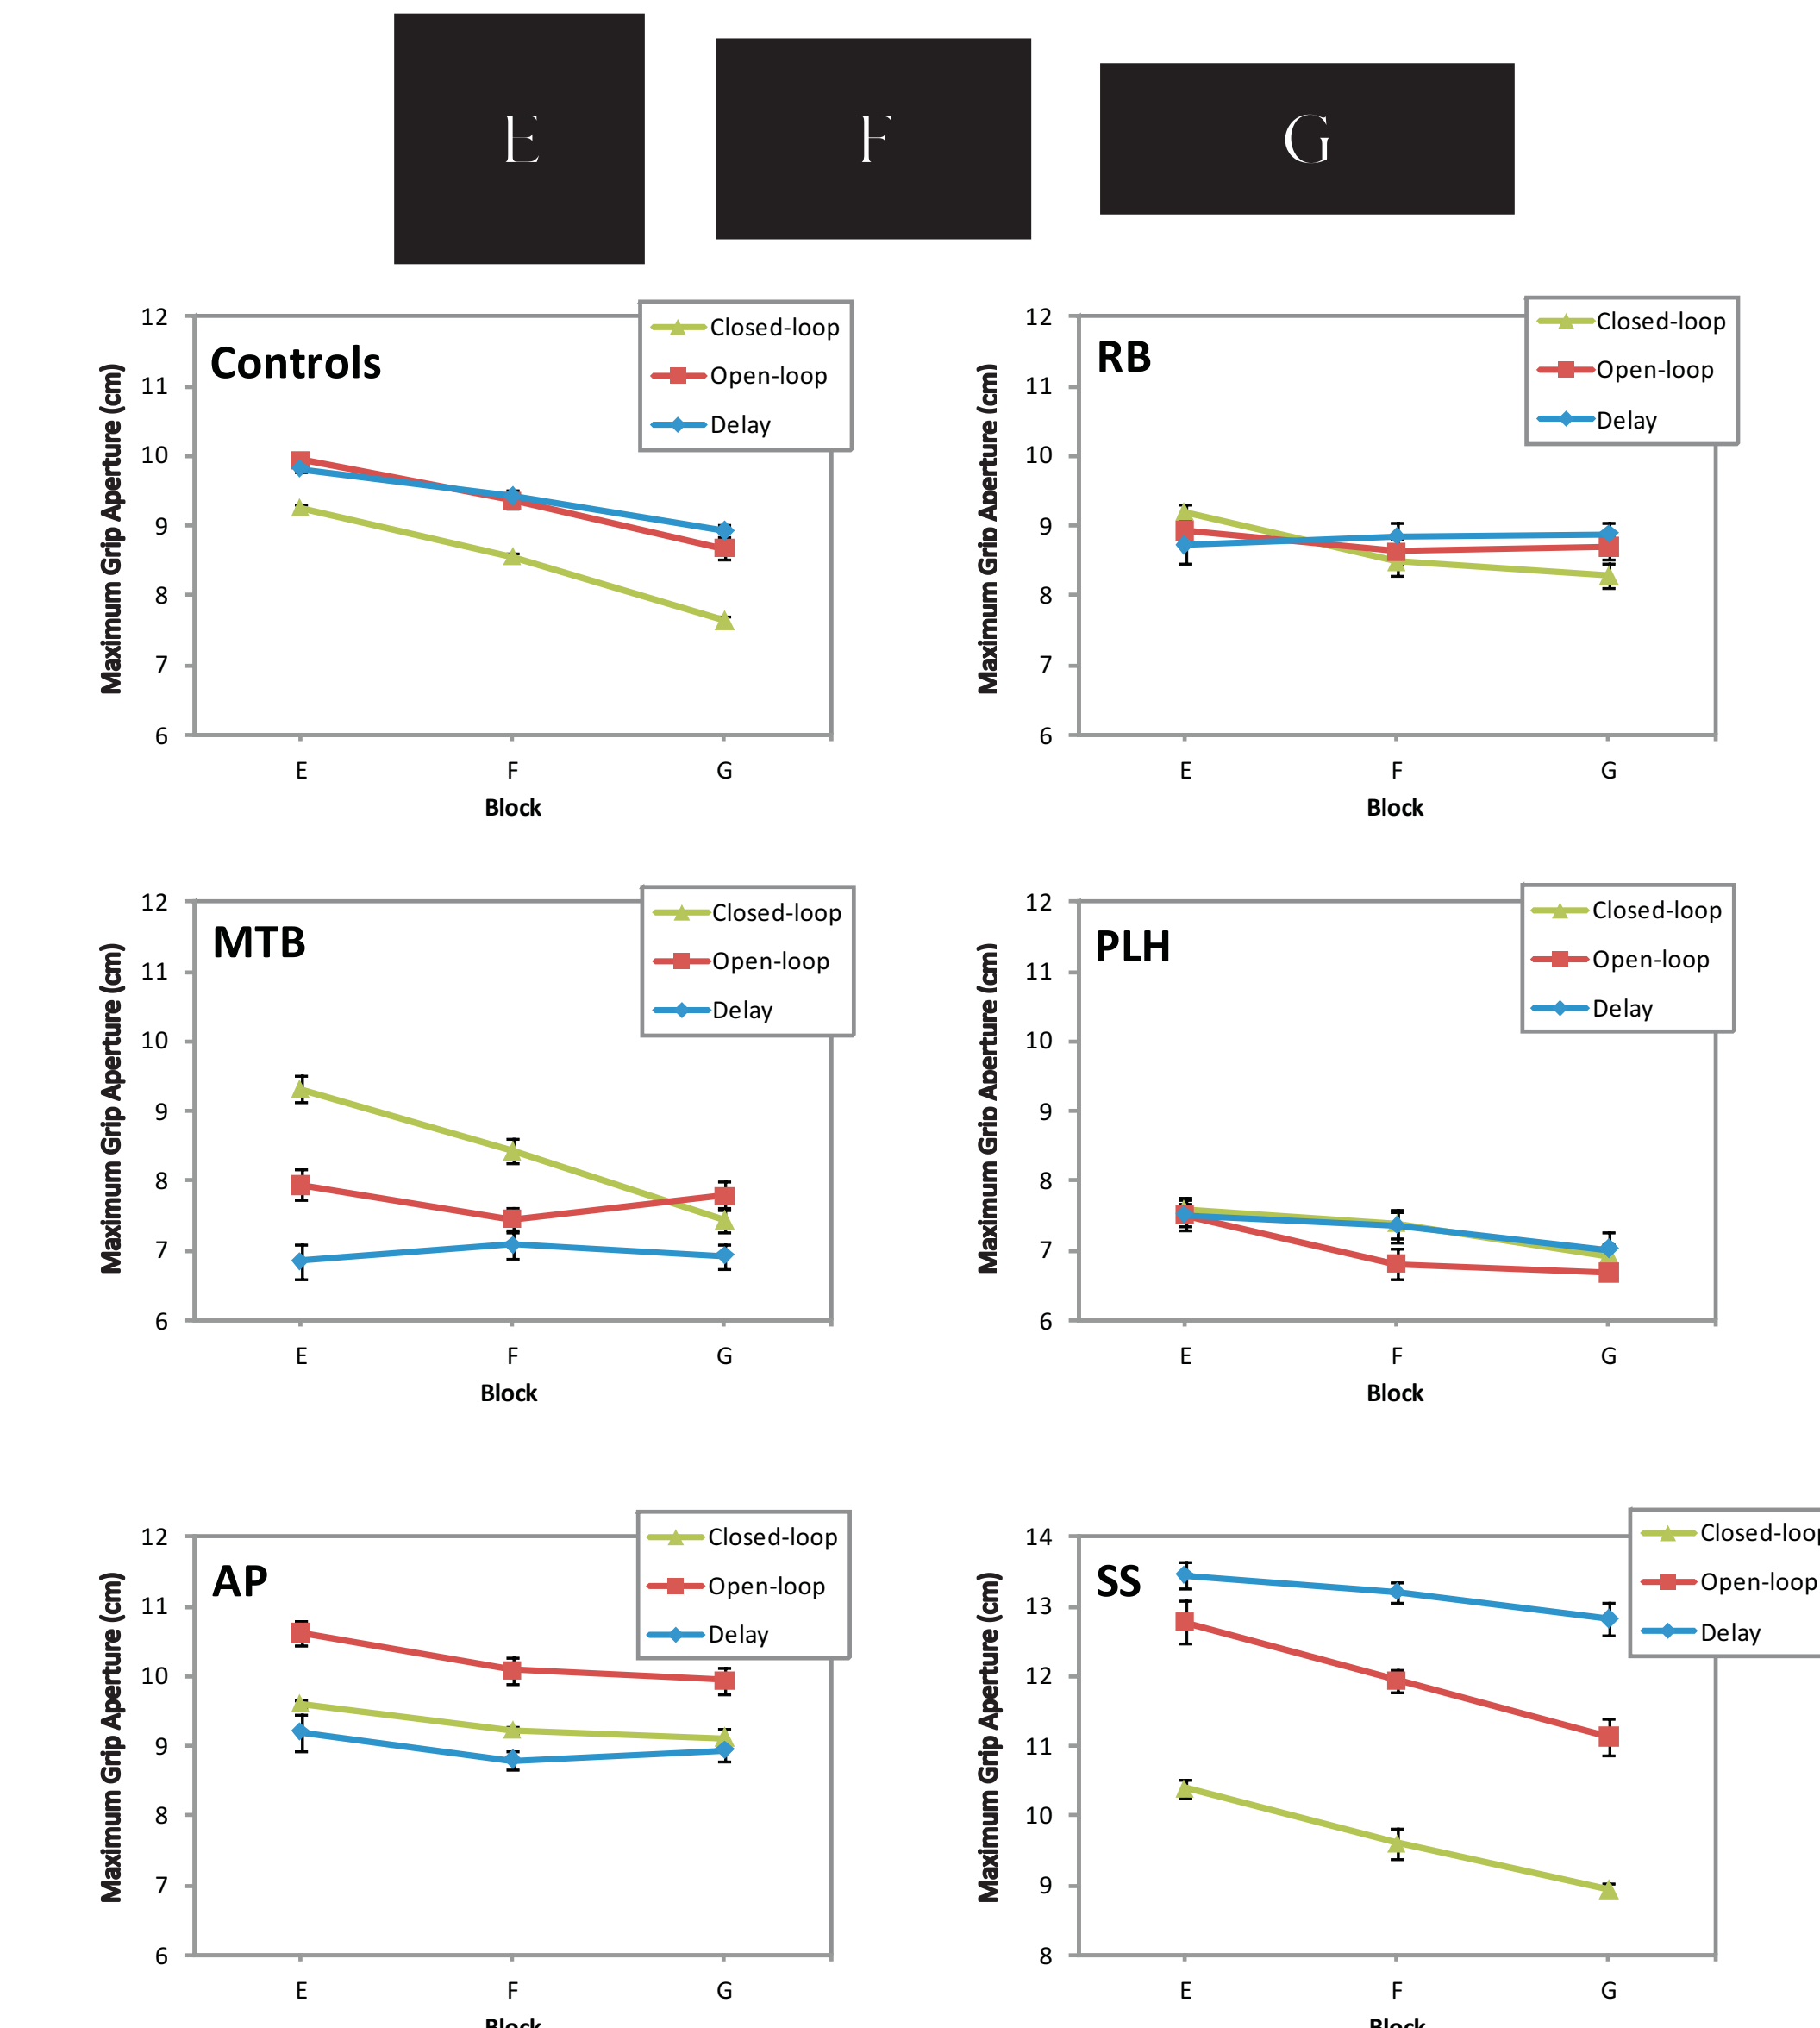 E F G
Controls
Closed-loop
Open-loop
Delay
Maximum Grip Aperture (cm)
12
11
10
9
8
7
6
E F G
Block
RB
Closed-loop
Open-loop
Delay
Maximum Grip Aperture (cm)
12
11
10
9
8
7
6
E F G
Block
MTB
Closed-loop
Open-loop
Delay
Maximum Grip Aperture (cm)
12
11
10
9
8
7
6
E F G
Block
PLH
Closed-loop
Open-loop
Delay
Maximum Grip Aperture (cm)
12
11
10
9
8
7
6
E F G
Block
AP
Closed-loop
Open-loop
Delay
Maximum Grip Aperture (cm)
12
11
10
9
8
7
6
E F G
Block
SS
Closed-loop
Open-loop
Delay
Maximum Grip Aperture (cm)
14
13
12
11
10
9
8
E F G
Block